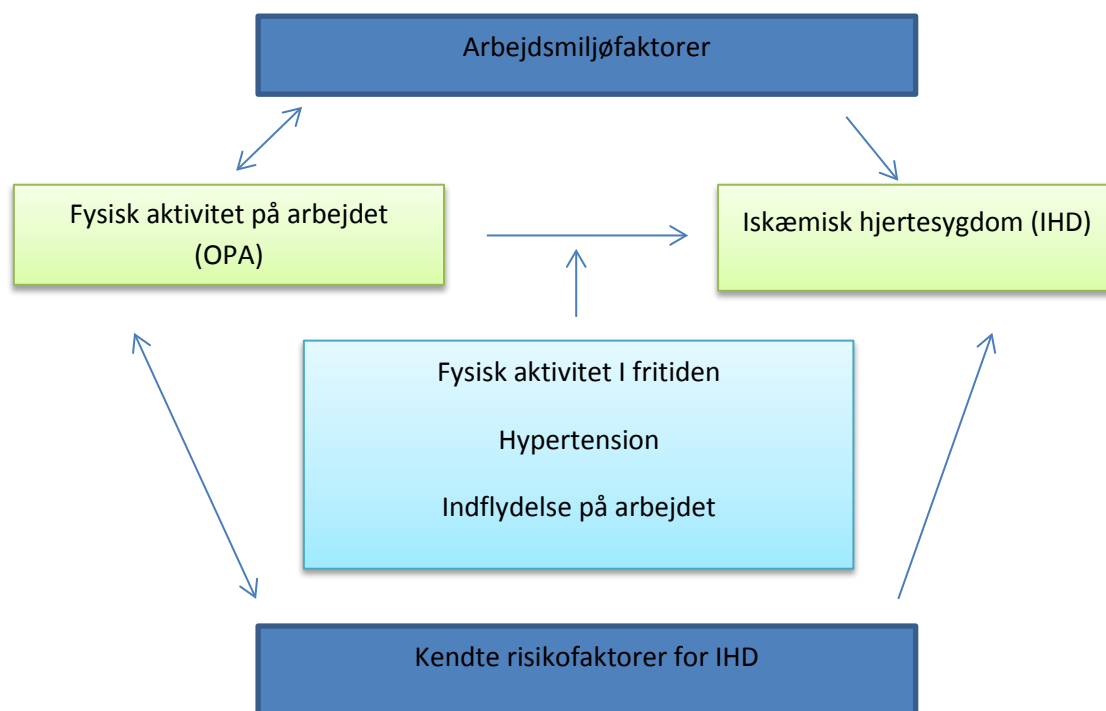 Arbejdsmiljøfaktorer
Fysisk aktivitet på arbejdet
(OPA)
Iskæmisk hjertesygdom (IHD)
Fysisk aktivitet I fritiden
Hypertension
Indflydelse på arbejdet
Kendte risikofaktorer for IHD